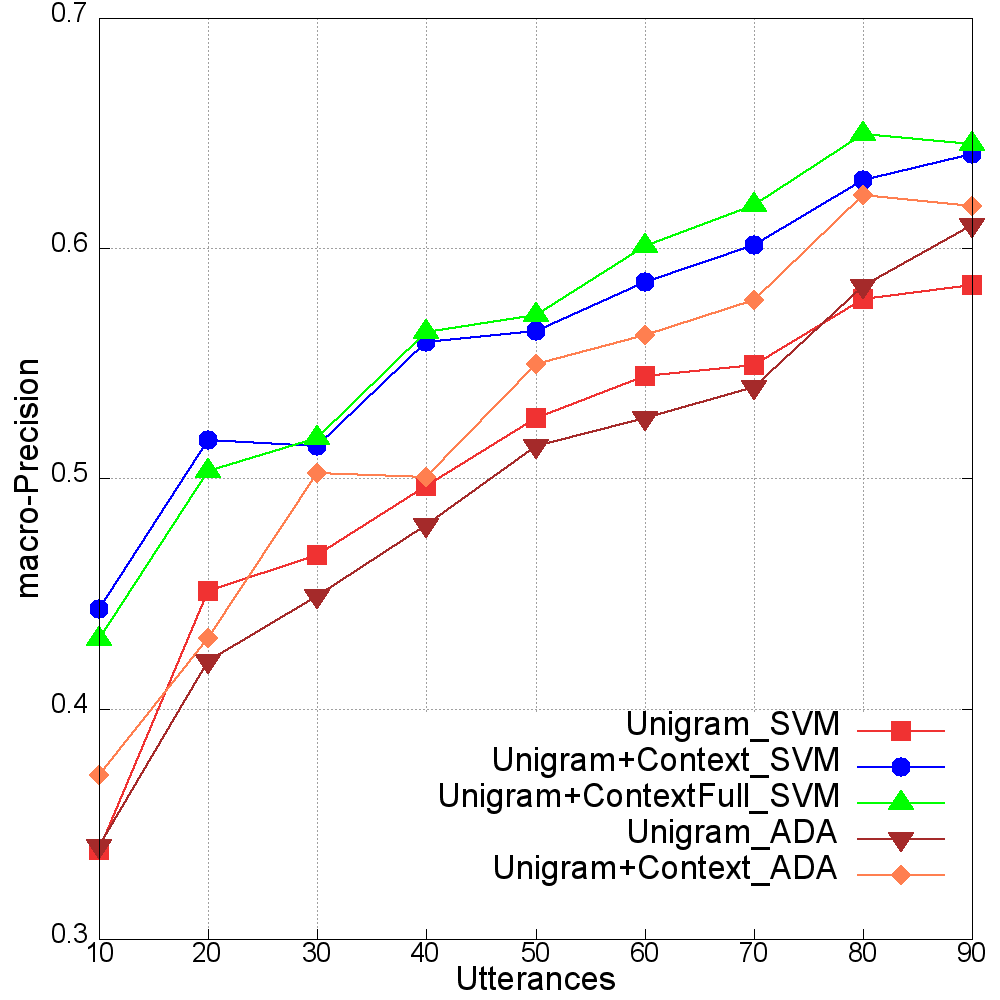 0.7
0.6
0.5
0.4
0.3
macro-Precision
Unigram_SVM
Unigram+Context_SVM
Unigram+ContextFull_SVM
Unigram_ADA
Unigram+Context_ADA
10 20 30 40 50 60 70 80 90
Utterances